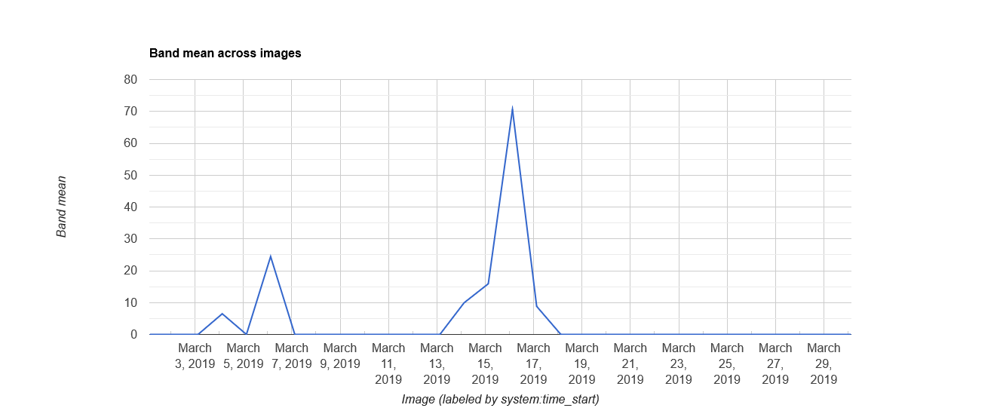 Band mean across images
80
70
60
50
40
30
20
10
0
Band mean
March 3, 2019
March 5, 2019
March 7, 2019
March 9, 2019
March 11, 2019
March 13, 2019
March 15, 2019
March 17, 2019
March 19, 2019
March 21, 2019
March 23, 2019
March 25, 2019
March 27, 2019
March 29, 2019
Image (labeled by system:time_start)